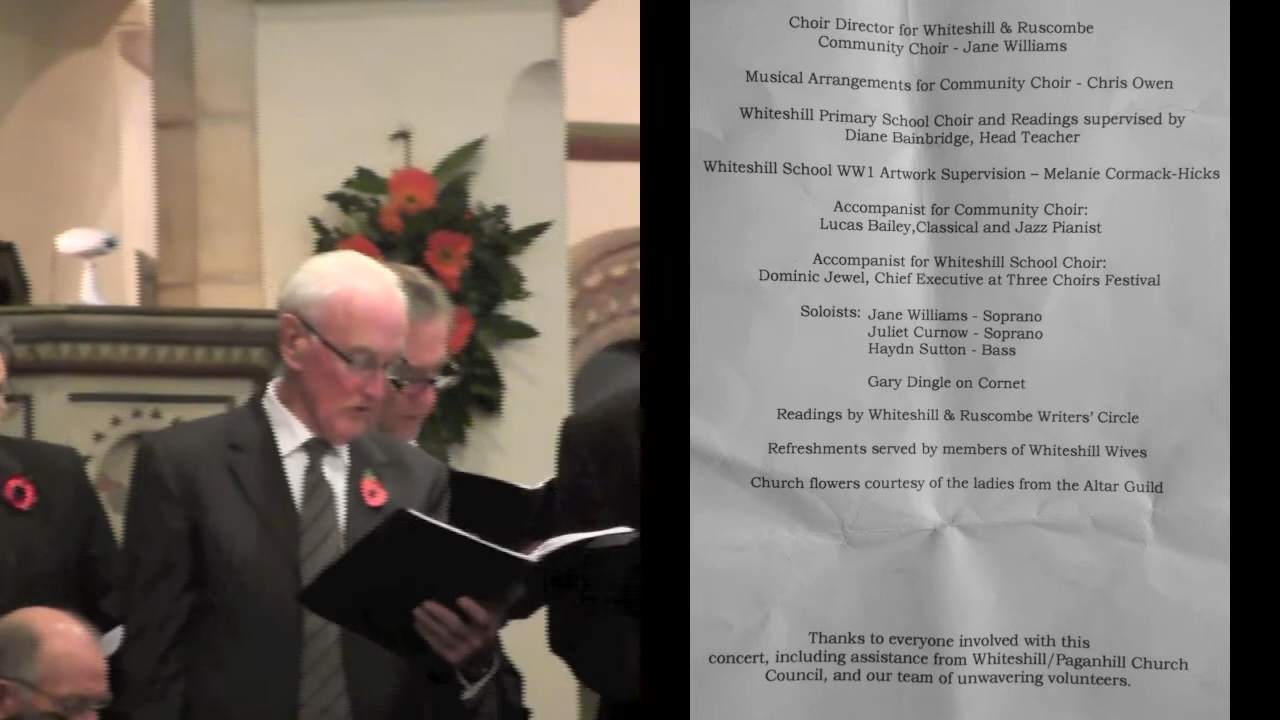 Choir Director for Whiteshill & Ruscombe
Community Choir - Jane Williams
Musical Arrangements for Community Choir - Chris Owen
Whiteshill Primary School Choir and Readings supervised by
Diane Bainbridge, Head Teacher
Whiteshill School WW1 Artwork Supervision – Melanie Cormack-Hicks
Accompanist for Community Choir:
Lucas Bailey,Classical and Jazz Pianist
Accompanist for Whiteshill School Choir:
Dominic Jewel, Chief Executive at Three Choirs Festival
Soloists: Jane Williams - Soprano
Juliet Curnow - Soprano
Haydn Sutton - Bass
Gary Dingle on Cornet
Readings by Whiteshill & Ruscombe Writers’ Circle
Refreshments served by members of Whiteshill Wives
Church flowers courtesy of the ladies from the Altar Guild
Thanks to everyone involved with this
concert, including assistance from Whiteshill/Paganhill Church
Council, and our team of unwavering volunteers.